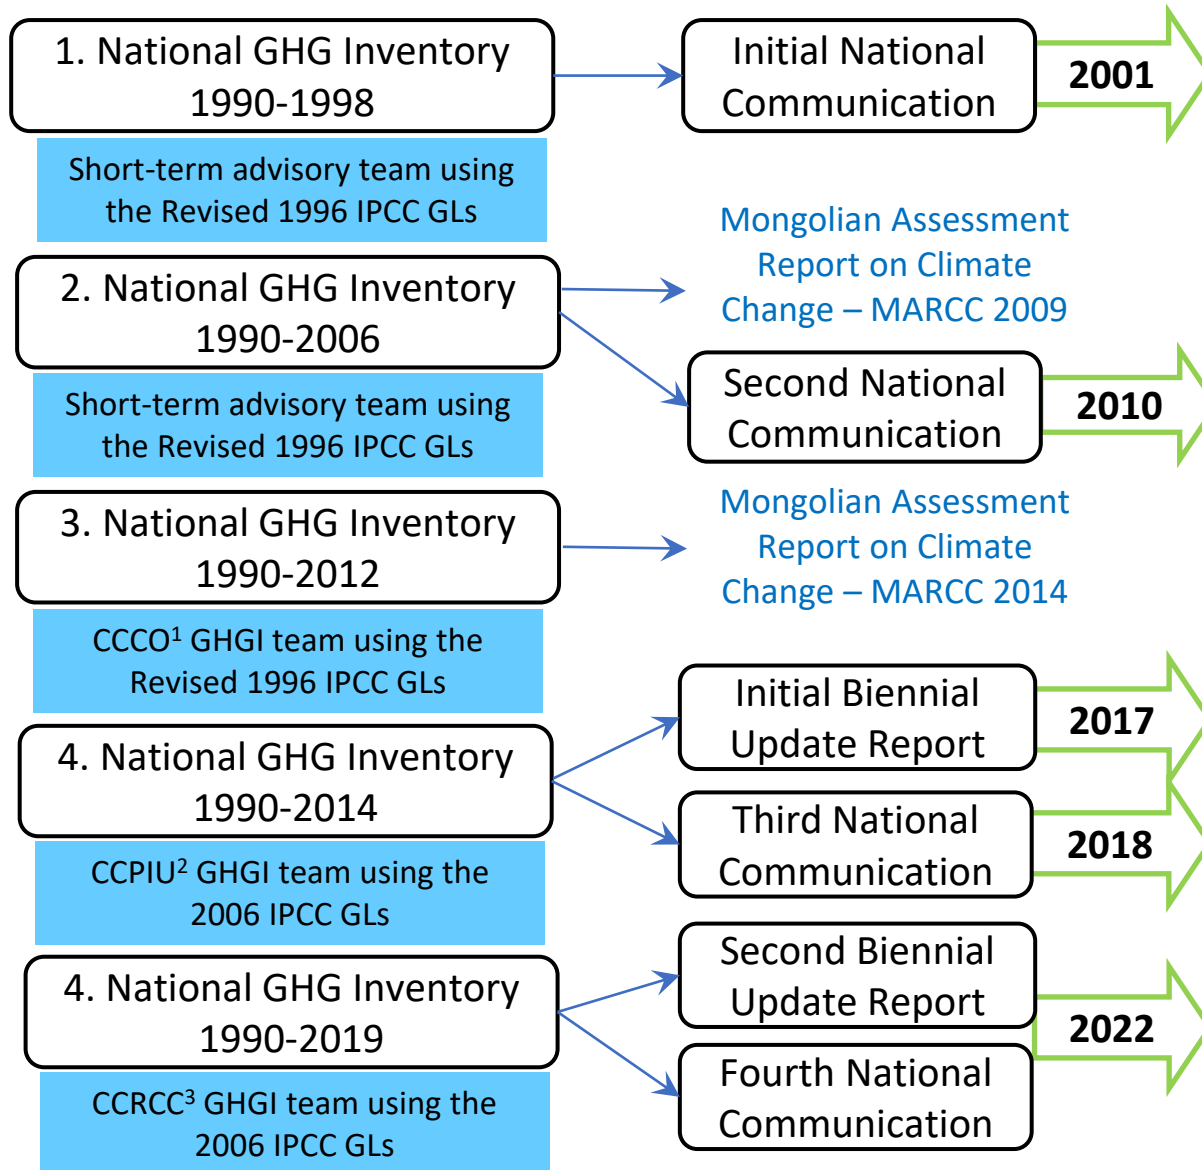 1. National GHG Inventory
1990-1998
Initial National
Communication
2001
Short-term advisory team using
the Revised 1996 IPCC GLs
Mongolian Assessment
Report on Climate
Change – MARCC 2009
2. National GHG Inventory
1990-2006
Second National
Communication
2010
Short-term advisory team using
the Revised 1996 IPCC GLs
3. National GHG Inventory
1990-2012
Mongolian Assessment
Report on Climate
Change – MARCC 2014
CCCO¹ GHGI team using the
Revised 1996 IPCC GLs
Initial Biennial
Update Report
2017
4. National GHG Inventory
1990-2014
Third National
Communication
2018
CCPIU² GHGI team using the
2006 IPCC GLs
Second Biennial
Update Report
4. National GHG Inventory
1990-2019
2022
Fourth National
Communication
CCRCC³ GHGI team using the
2006 IPCC GLs